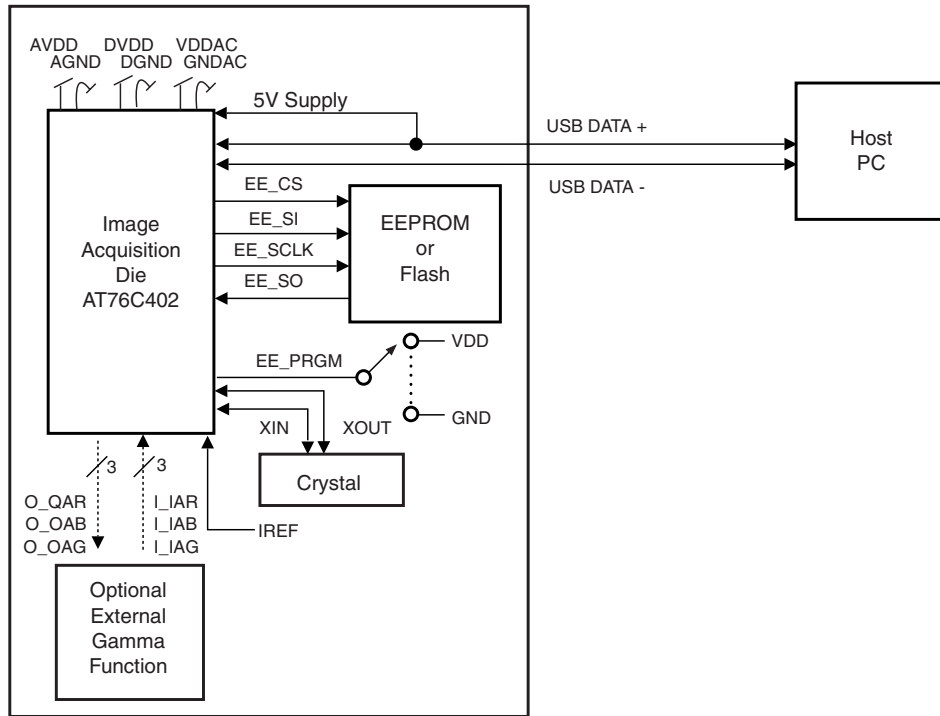 AVDD DVDD VDDAC
AGND DGND GNDAC
5V Supply
USB DATA +
Host
PC
USB DATA -
EE_CS
EE_SI
EE_SCLK
EE_SO
Image
Acquisition
Die
AT76C402
EEPROM
or
Flash
VDD
EE_PRGM
GND
XIN XOUT
Crystal
3 3
O_QAR I_IAR
O_OAB I_IAB
O_OAG I_IAG
IREF
Optional
External
Gamma
Function